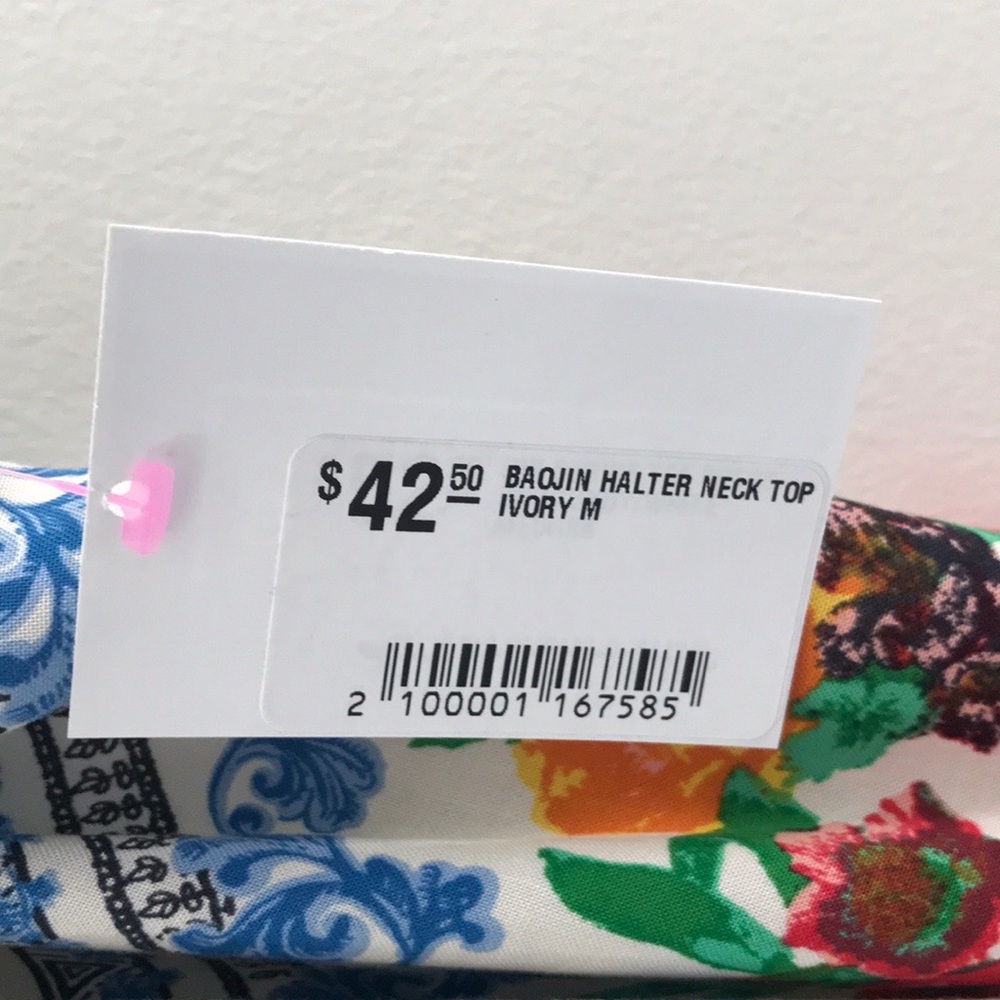 $42.50 BAOJIN HALTER NECK TOP
IVORY M
2 100001 167585